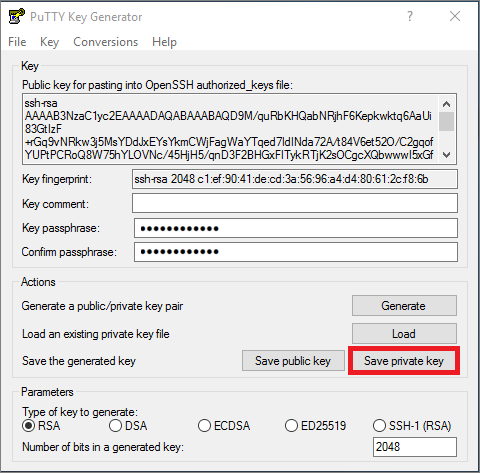 PuTTY Key Generator
?
File Key Conversions Help
Key
Public key for pasting into OpenSSH authorized_keys file:
ssh-rsa
AAAAB3NzaC1yc2EAAAADAQABAAABAQD9M/quRbKHQabNRjhF6Kepkwktq6AaUi
83GtIzF
+rGq9vNRkw3j5MsYDdJxEYsYkmCWjFagWaYTqed7ldINda72A/t84V6et52O/C2gqof
YUPtPCRoQ8W75hYLOVNc/45HjH5/qnD3F2BHGxFITykRTjK2sOCgcXQbwwwI5xGf
Key fingerprint:
ssh-rsa 2048 c1:ef:90:41:de:cd:3a:56:96:a4:d4:80:61:2c:f8:6b
Key comment:
Key passphrase:
●●●●●●●●●●●●
Confirm passphrase:
●●●●●●●●●●●●
Actions
Generate a public/private key pair
Generate
Load an existing private key file
Load
Save the generated key
Save public key
Save private key
Parameters
Type of key to generate:
RSA DSA ECDSA ED25519 SSH-1 (RSA)
Number of bits in a generated key:
2048